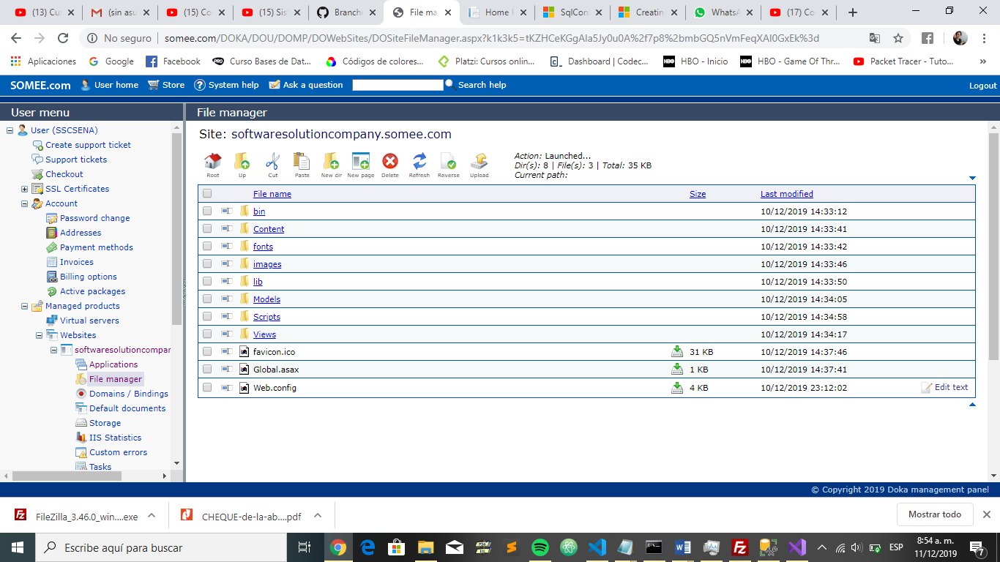 (13) Cu
(sin asu
(15) Co
(15) Sis
Branche
File ma
Home P
SqlCon
Creatin
WhatsA
(17) Co
No seguro
somee.com/DOKA/DOU/DOMP/DOWebSites/DOSiteFileManager.aspx?k1k3k5=tKZHCeKGgAIa5Jy0u0A%2f7p8%2bmbGQ5nVmFeqXAI0GxEk%3d
Aplicaciones
Google
Facebook
Curso Bases de Dat...
Códigos de colores...
Platzi: Cursos onlin...
Dashboard | Codec...
HBO - Inicio
HBO - Game Of Thr...
Packet Tracer - Tuto...
»
SOMEE.com
User home
Store
System help
Ask a question
Search help
Logout
User menu
File manager
User (SSCSENA)
Create support ticket
Support tickets
Checkout
SSL Certificates
Account
Password change
Addresses
Payment methods
Invoices
Billing options
Active packages
Managed products
Virtual servers
Websites
softwaresolutioncompar
Applications
File manager
Domains / Bindings
Default documents
Storage
IIS Statistics
Custom errors
Tasks
Site: softwaresolutioncompany.somee.com
Root
Up
Cut
Paste
New dir
New page
Delete
Refresh
Reverse
Upload
Action: Launched...
Dir(s): 8 | File(s): 3 | Total: 35 KB
Current path:
File name Size Last modified
bin 10/12/2019 14:33:12
Content 10/12/2019 14:33:41
fonts 10/12/2019 14:33:42
images 10/12/2019 14:33:46
lib 10/12/2019 14:33:50
Models 10/12/2019 14:34:05
Scripts 10/12/2019 14:34:58
Views 10/12/2019 14:34:17
favicon.ico 31 KB 10/12/2019 14:37:46
Global.asax 1 KB 10/12/2019 14:37:41
Web.config 4 KB 10/12/2019 23:12:02 Edit text
© Copyright 2019 Doka management panel
FileZilla_3.46.0_win....exe
CHEQUE-de-la-ab....pdf
Mostrar todo
Escribe aquí para buscar
ESP
8:54 a. m.
11/12/2019
7